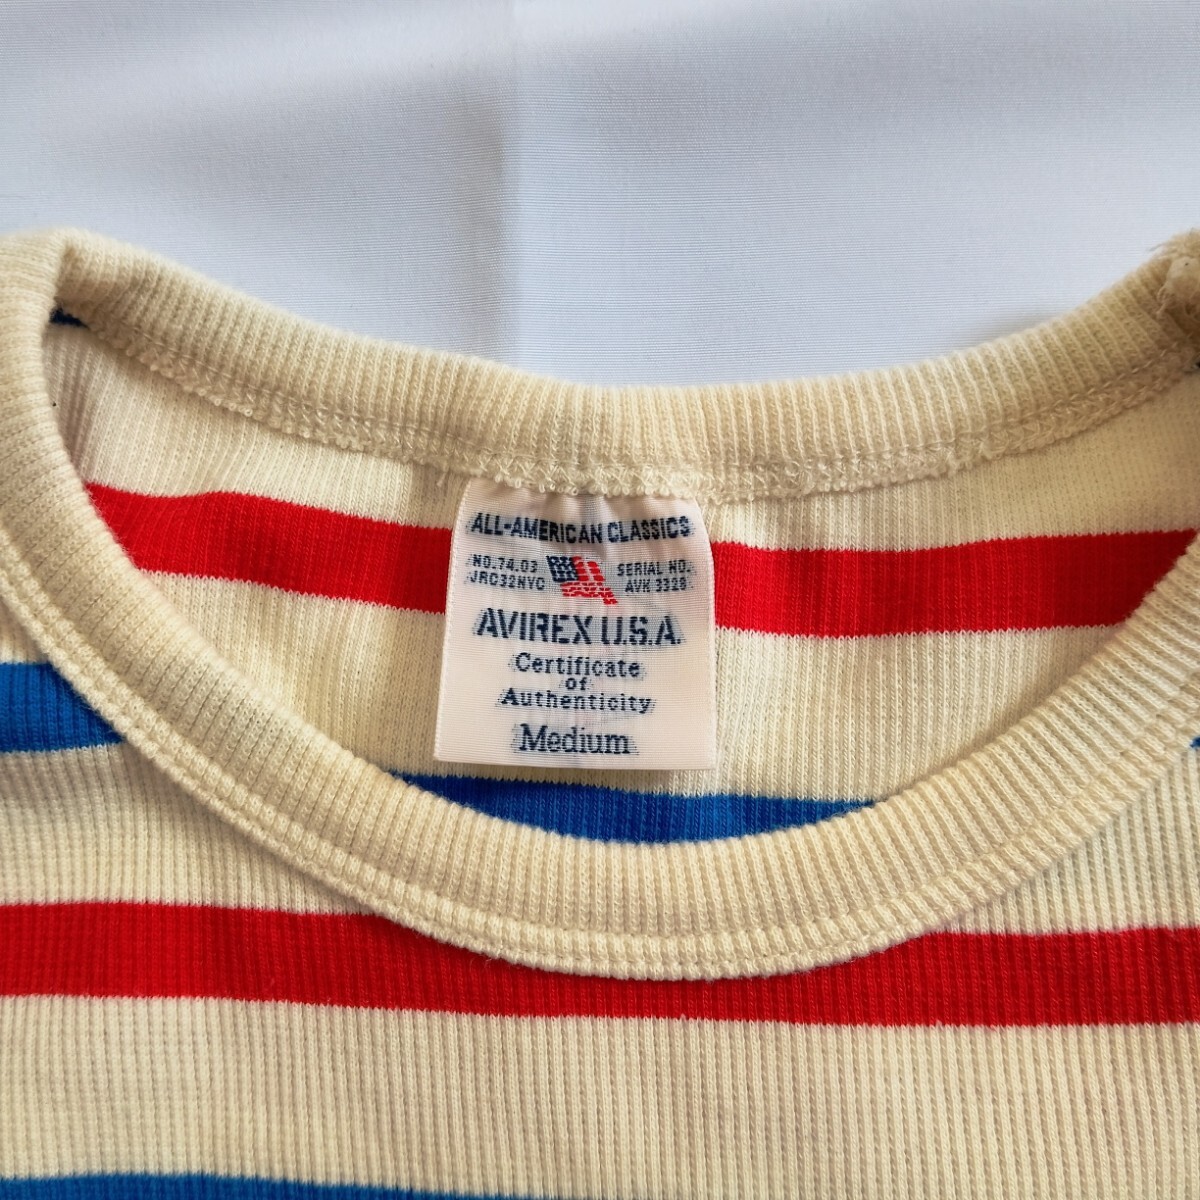 ALL-AMERICAN CLASSICS
NO.74.03
JRC32NYC
SERIAL NO.
AVK 3328
AVIREX U.S.A.
Certificate
of
Authenticity
Medium